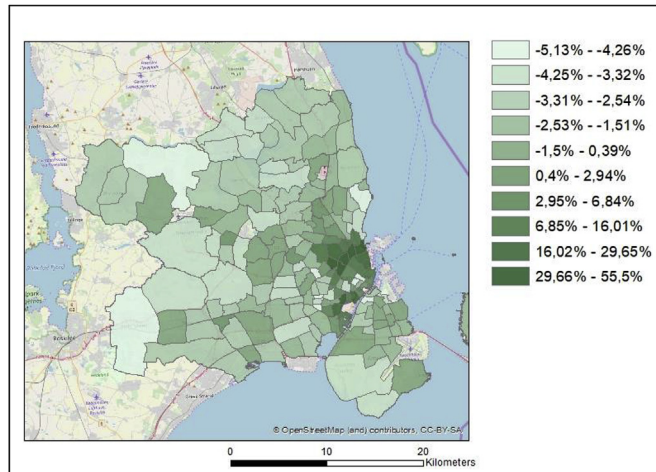 -5,13% - -4,26%
-4,25% - -3,32%
-3,31% - -2,54%
-2,53% - -1,51%
-1,5% - 0,39%
0,4% - 2,94%
2,95% - 6,84%
6,85% - 16,01%
16,02% - 29,65%
29,66% - 55,5%
© OpenStreetMap (and) contributors, CC-BY-SA
0 10 20
Kilometers